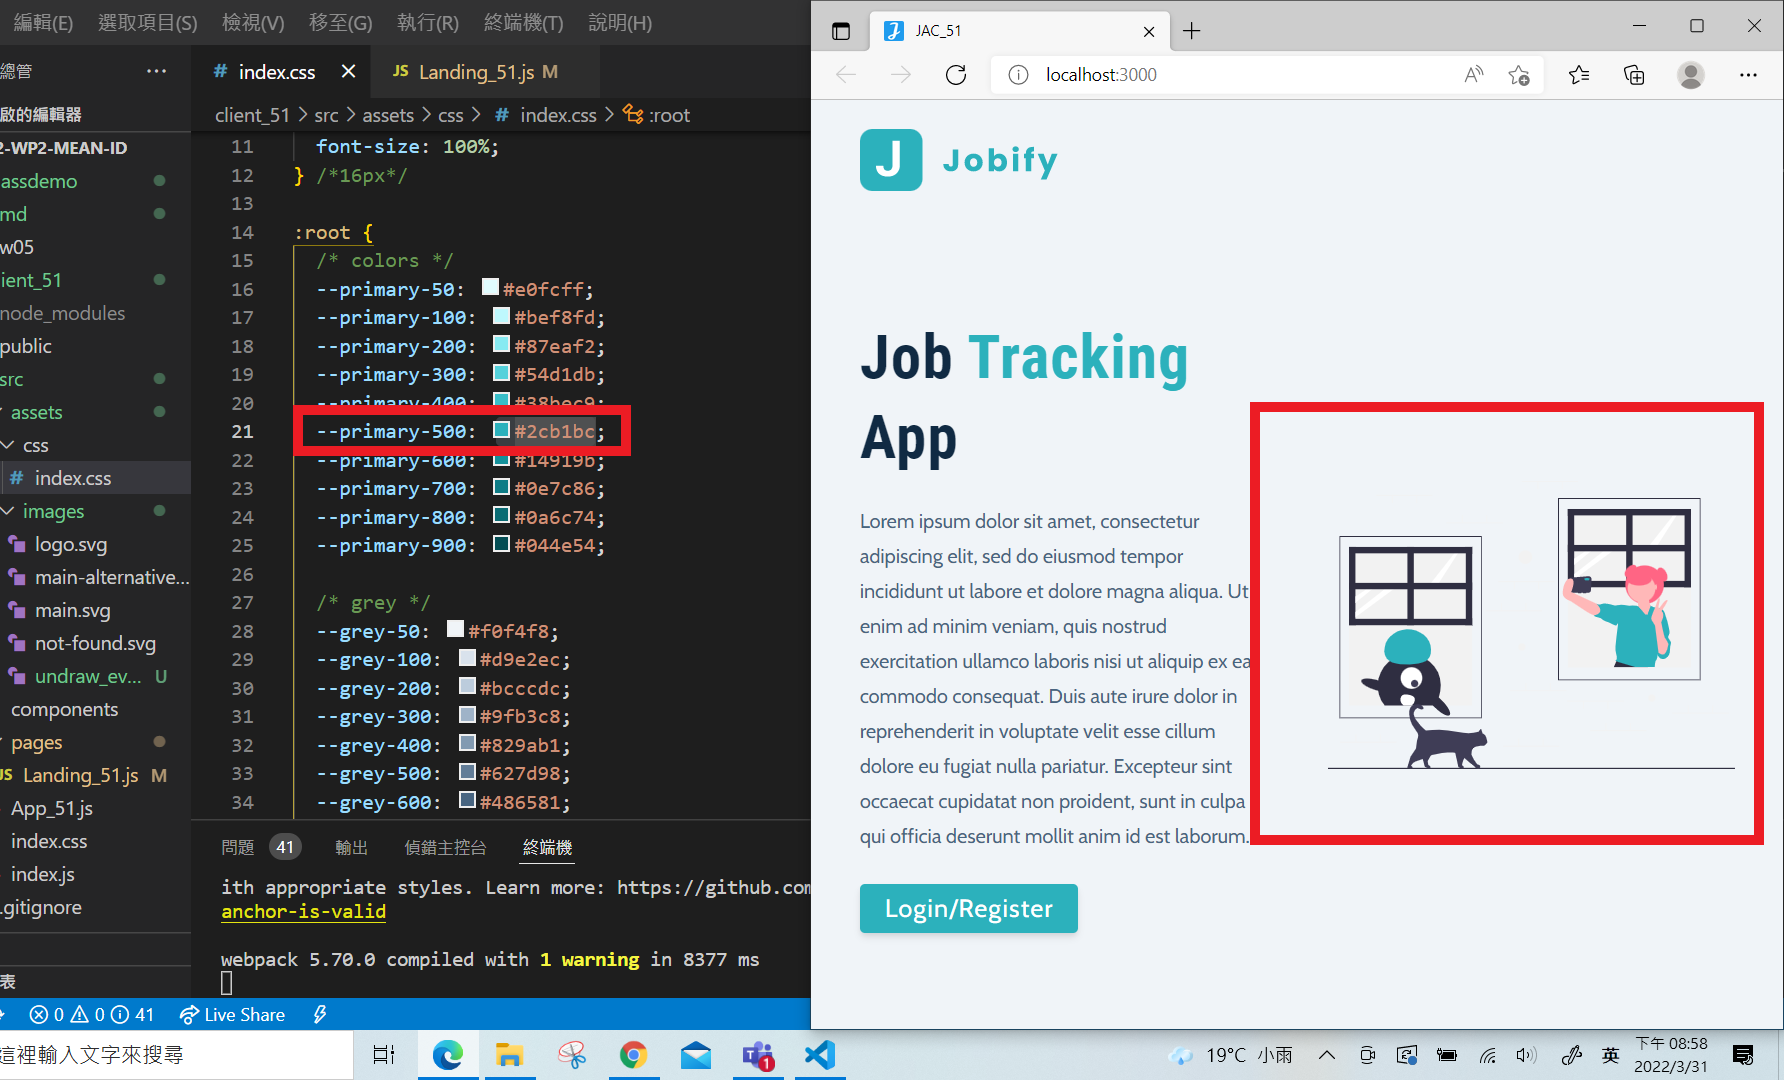 編輯(E) 選取項目(S) 檢視(V) 移至(G) 執行(R) 終端機(T) 說明(H)
總管 ···
# index.css × JS Landing_51.js M
client_51 > src > assets > css > # index.css > :root
啟的編輯器
2-WP2-MEAN-ID
assdemo
md
w05
ient_51
node_modules
public
src
assets
css
# index.css
images
logo.svg
main-alternative...
main.svg
not-found.svg
undraw_ev... U
components
pages
JS Landing_51.js M
App_51.js
index.css
index.js
.gitignore
表
11 font-size: 100%;
12 } /*16px*/
13
14 :root {
15 /* colors */
16 --primary-50: #e0fcff;
17 --primary-100: #bef8fd;
18 --primary-200: #87eaf2;
19 --primary-300: #54d1db;
20 --primary-400: #38bec9;
21 --primary-500: #2cb1bc;
22 --primary-600: #14919b;
23 --primary-700: #0e7c86;
24 --primary-800: #0a6c74;
25 --primary-900: #044e54;
26
27 /* grey */
28 --grey-50: #f0f4f8;
29 --grey-100: #d9e2ec;
30 --grey-200: #bcccdc;
31 --grey-300: #9fb3c8;
32 --grey-400: #829ab1;
33 --grey-500: #627d98;
34 --grey-600: #486581;
問題 41 輸出 偵錯主控台 終端機
ith appropriate styles. Learn more: https://github.com
anchor-is-valid
webpack 5.70.0 compiled with 1 warning in 8377 ms
0 0 41 Live Share
JAC_51
localhost:3000
J Jobify
Job Tracking
App
Lorem ipsum dolor sit amet, consectetur
adipiscing elit, sed do eiusmod tempor
incididunt ut labore et dolore magna aliqua. Ut
enim ad minim veniam, quis nostrud
exercitation ullamco laboris nisi ut aliquip ex ea
commodo consequat. Duis aute irure dolor in
reprehenderit in voluptate velit esse cillum
dolore eu fugiat nulla pariatur. Excepteur sint
occaecat cupidatat non proident, sunt in culpa
qui officia deserunt mollit anim id est laborum.
Login/Register
這裡輸入文字來搜尋
1
19°C 小雨
英
下午 08:58
2022/3/31